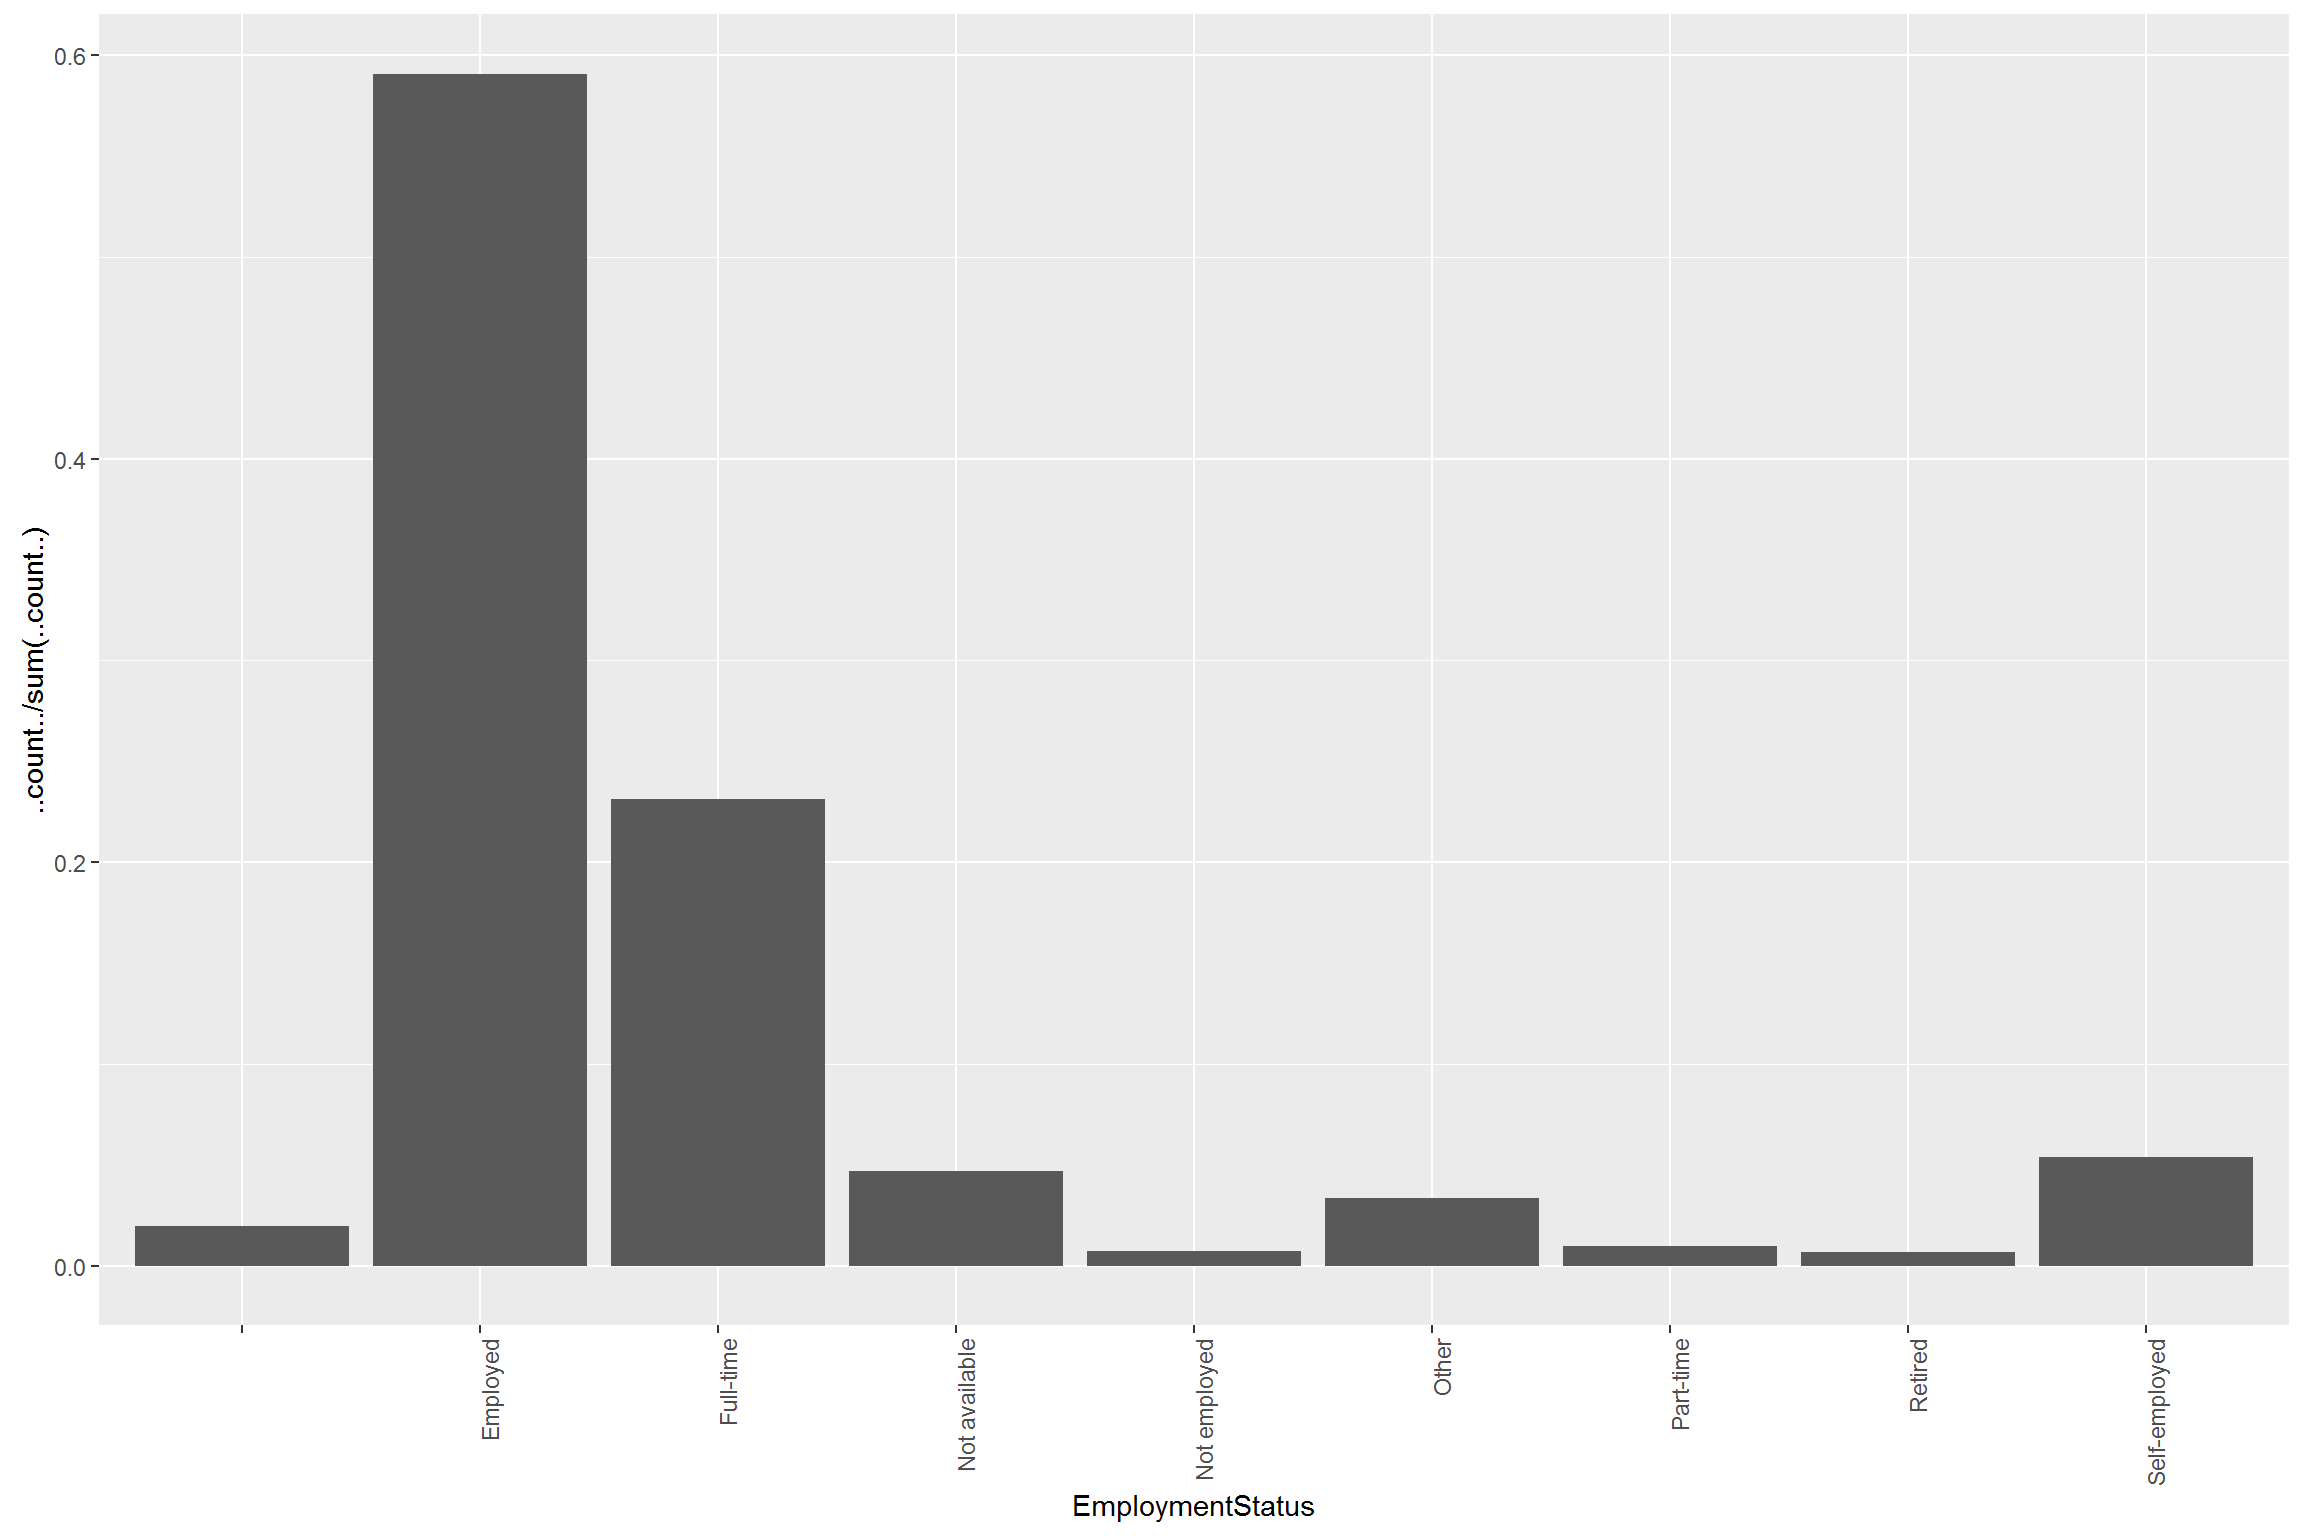 0.6
0.4
0.2
0.0
..count../sum(..count..)
Employed
Full-time
Not available
Not employed
Other
Part-time
Retired
Self-employed
EmploymentStatus